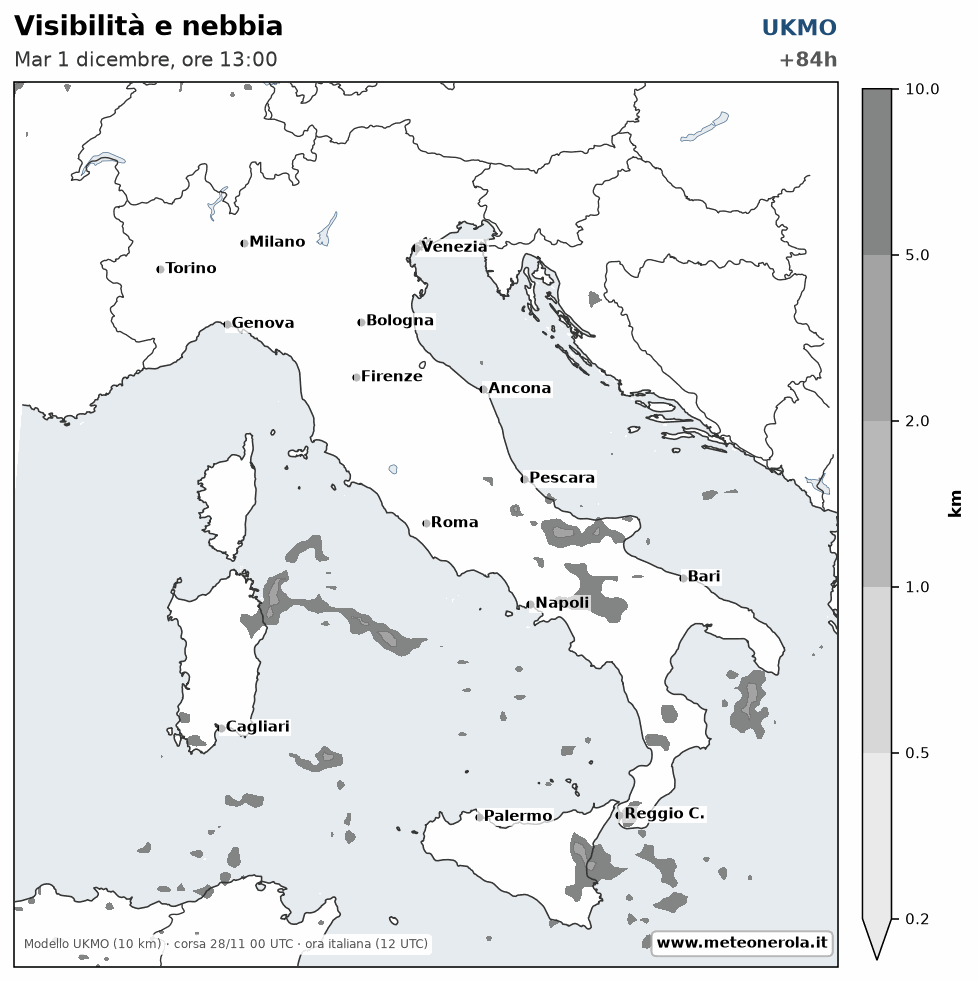 Visibilità e nebbia
UKMO
Mar 1 dicembre, ore 13:00
+84h
10.0
5.0
2.0
1.0
0.5
0.2
km
Milano
Venezia
Torino
Genova
Bologna
Firenze
Ancona
Pescara
Roma
Bari
Napoli
Cagliari
Palermo
Reggio C.
Modello UKMO (10 km) · corsa 28/11 00 UTC · ora italiana (12 UTC)
www.meteonerola.it